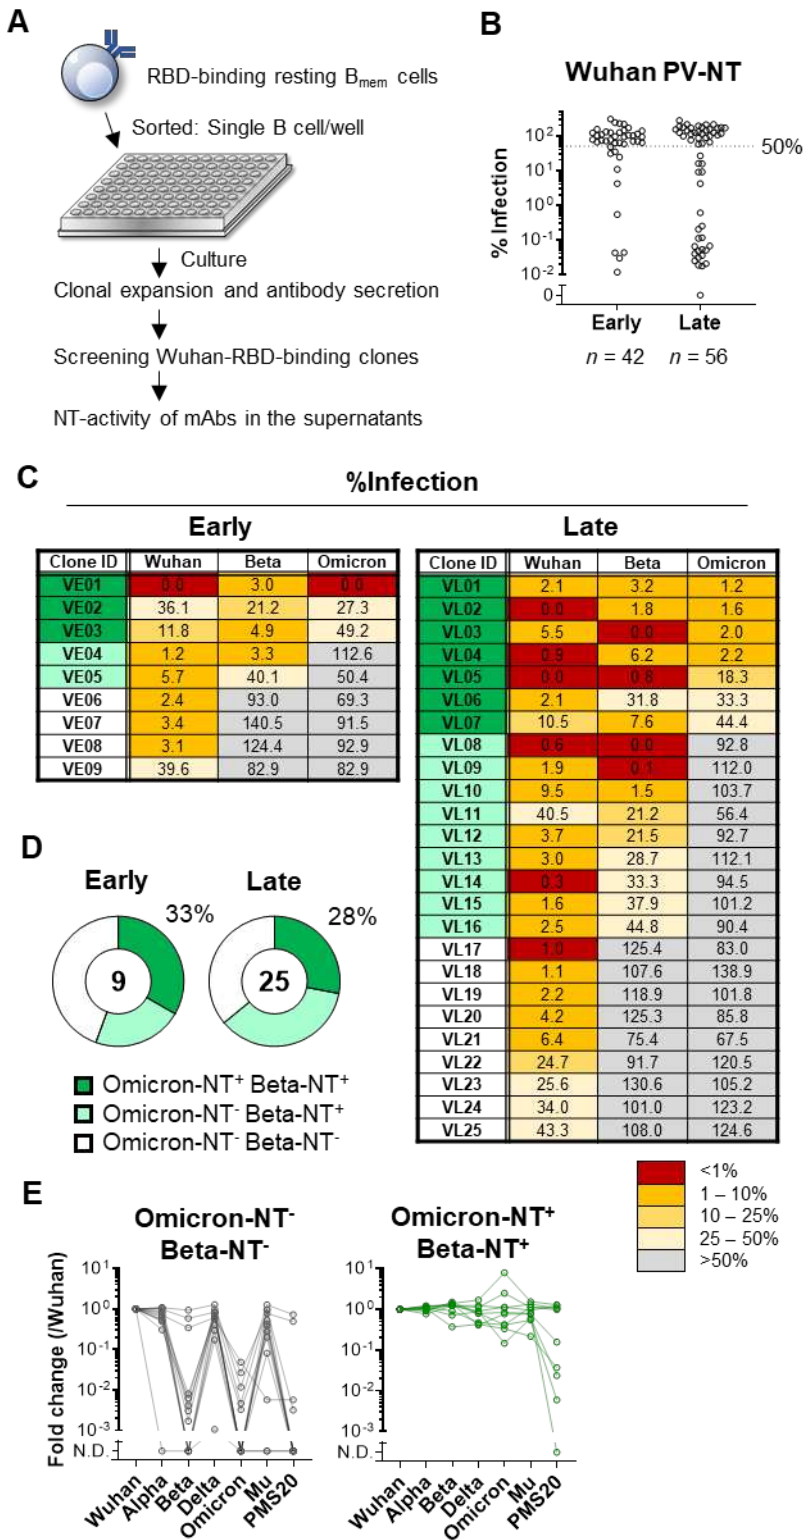 A
RBD-binding resting Bmem cells
Sorted: Single B cell/well
Culture
Clonal expansion and antibody secretion
Screening Wuhan-RBD-binding clones
NT-activity of mAbs in the supernatants
B
Wuhan PV-NT
% Infection
10²
10¹
10⁰
10⁻¹
10⁻²
0
50%
Early Late
n = 42 n = 56
C
%Infection
Early
Clone ID Wuhan Beta Omicron
VE01 0.0 3.0 0.0
VE02 36.1 21.2 27.3
VE03 11.8 4.9 49.2
VE04 1.2 3.3 112.6
VE05 5.7 40.1 50.4
VE06 2.4 93.0 69.3
VE07 3.4 140.5 91.5
VE08 3.1 124.4 92.9
VE09 39.6 82.9 82.9
Late
Clone ID Wuhan Beta Omicron
VL01 2.1 3.2 1.2
VL02 0.0 1.8 1.6
VL03 5.5 0.0 2.0
VL04 0.9 6.2 2.2
VL05 0.0 0.8 18.3
VL06 2.1 31.8 33.3
VL07 10.5 7.6 44.4
VL08 0.6 0.0 92.8
VL09 1.9 0.1 112.0
VL10 9.5 1.5 103.7
VL11 40.5 21.2 56.4
VL12 3.7 21.5 92.7
VL13 3.0 28.7 112.1
VL14 0.3 33.3 94.5
VL15 1.6 37.9 101.2
VL16 2.5 44.8 90.4
VL17 1.0 125.4 83.0
VL18 1.1 107.6 138.9
VL19 2.2 118.9 101.8
VL20 4.2 125.3 85.8
VL21 6.4 75.4 67.5
VL22 24.7 91.7 120.5
VL23 25.6 130.6 105.2
VL24 34.0 101.0 123.2
VL25 43.3 108.0 124.6
<1%
1 – 10%
10 – 25%
25 – 50%
>50%
D
Early Late
33% 28%
9 25
Omicron-NT⁺ Beta-NT⁺
Omicron-NT⁻ Beta-NT⁺
Omicron-NT⁻ Beta-NT⁻
E
Omicron-NT⁻
Beta-NT⁻
Fold change (/Wuhan)
10¹
10⁰
10⁻¹
10⁻²
10⁻³
N.D.
Wuhan
Alpha
Beta
Delta
Omicron
Mu
PMS20
Omicron-NT⁺
Beta-NT⁺
10¹
10⁰
10⁻¹
10⁻²
10⁻³
N.D.
Wuhan
Alpha
Beta
Delta
Omicron
Mu
PMS20